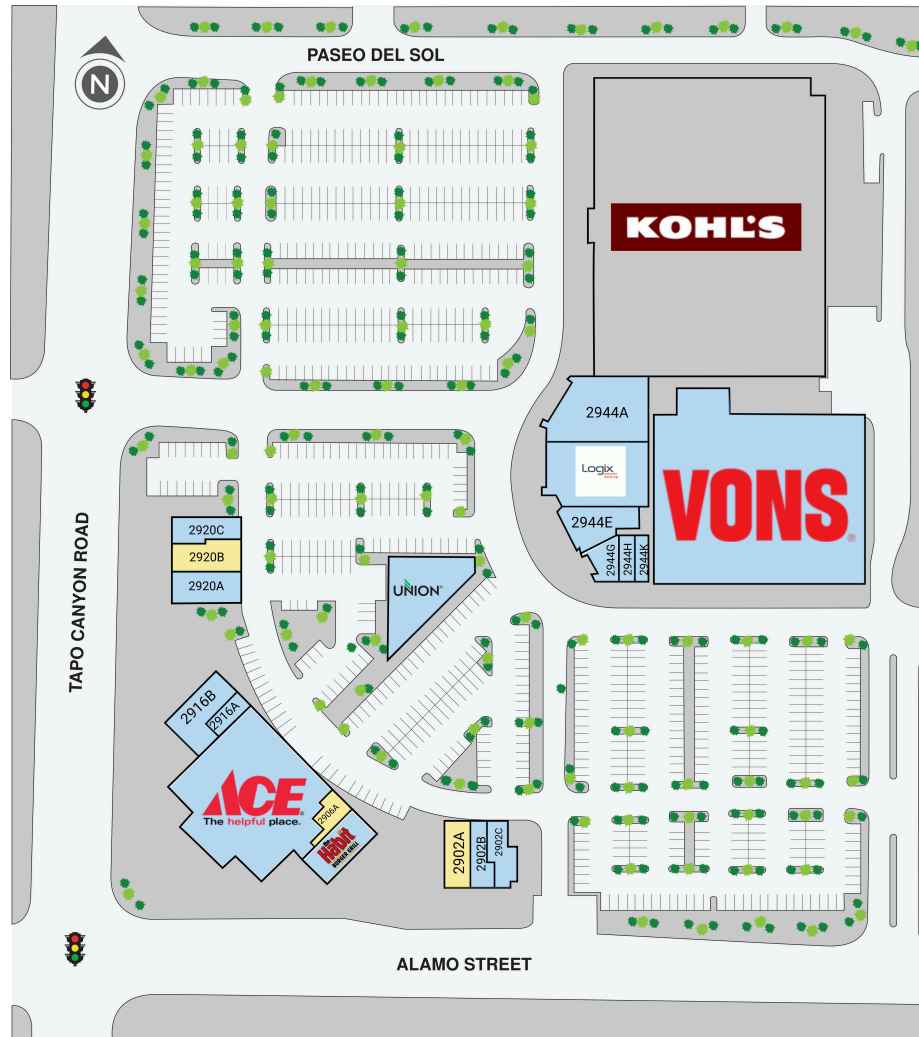 PASEO DEL SOL
N
KOHL'S
2944A
Logix
VONS®
2944E
2944G
2944H
2944K
TAPO CANYON ROAD
2920C
2920B
2920A
UNION
2916B
2916A
ACE
The helpful place.
2906A
The
Habit
BURGER GRILL
2902A
2902B
2902C
ALAMO STREET